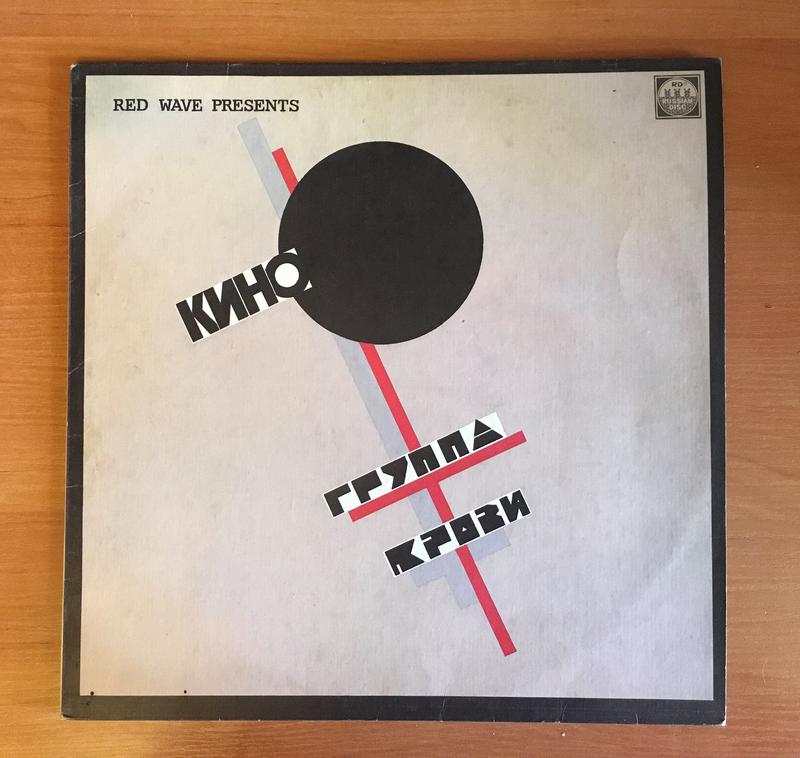 RED WAVE PRESENTS
RD
RUSSIAN
DISC
КИНО
ГРУППА
КРОВИ